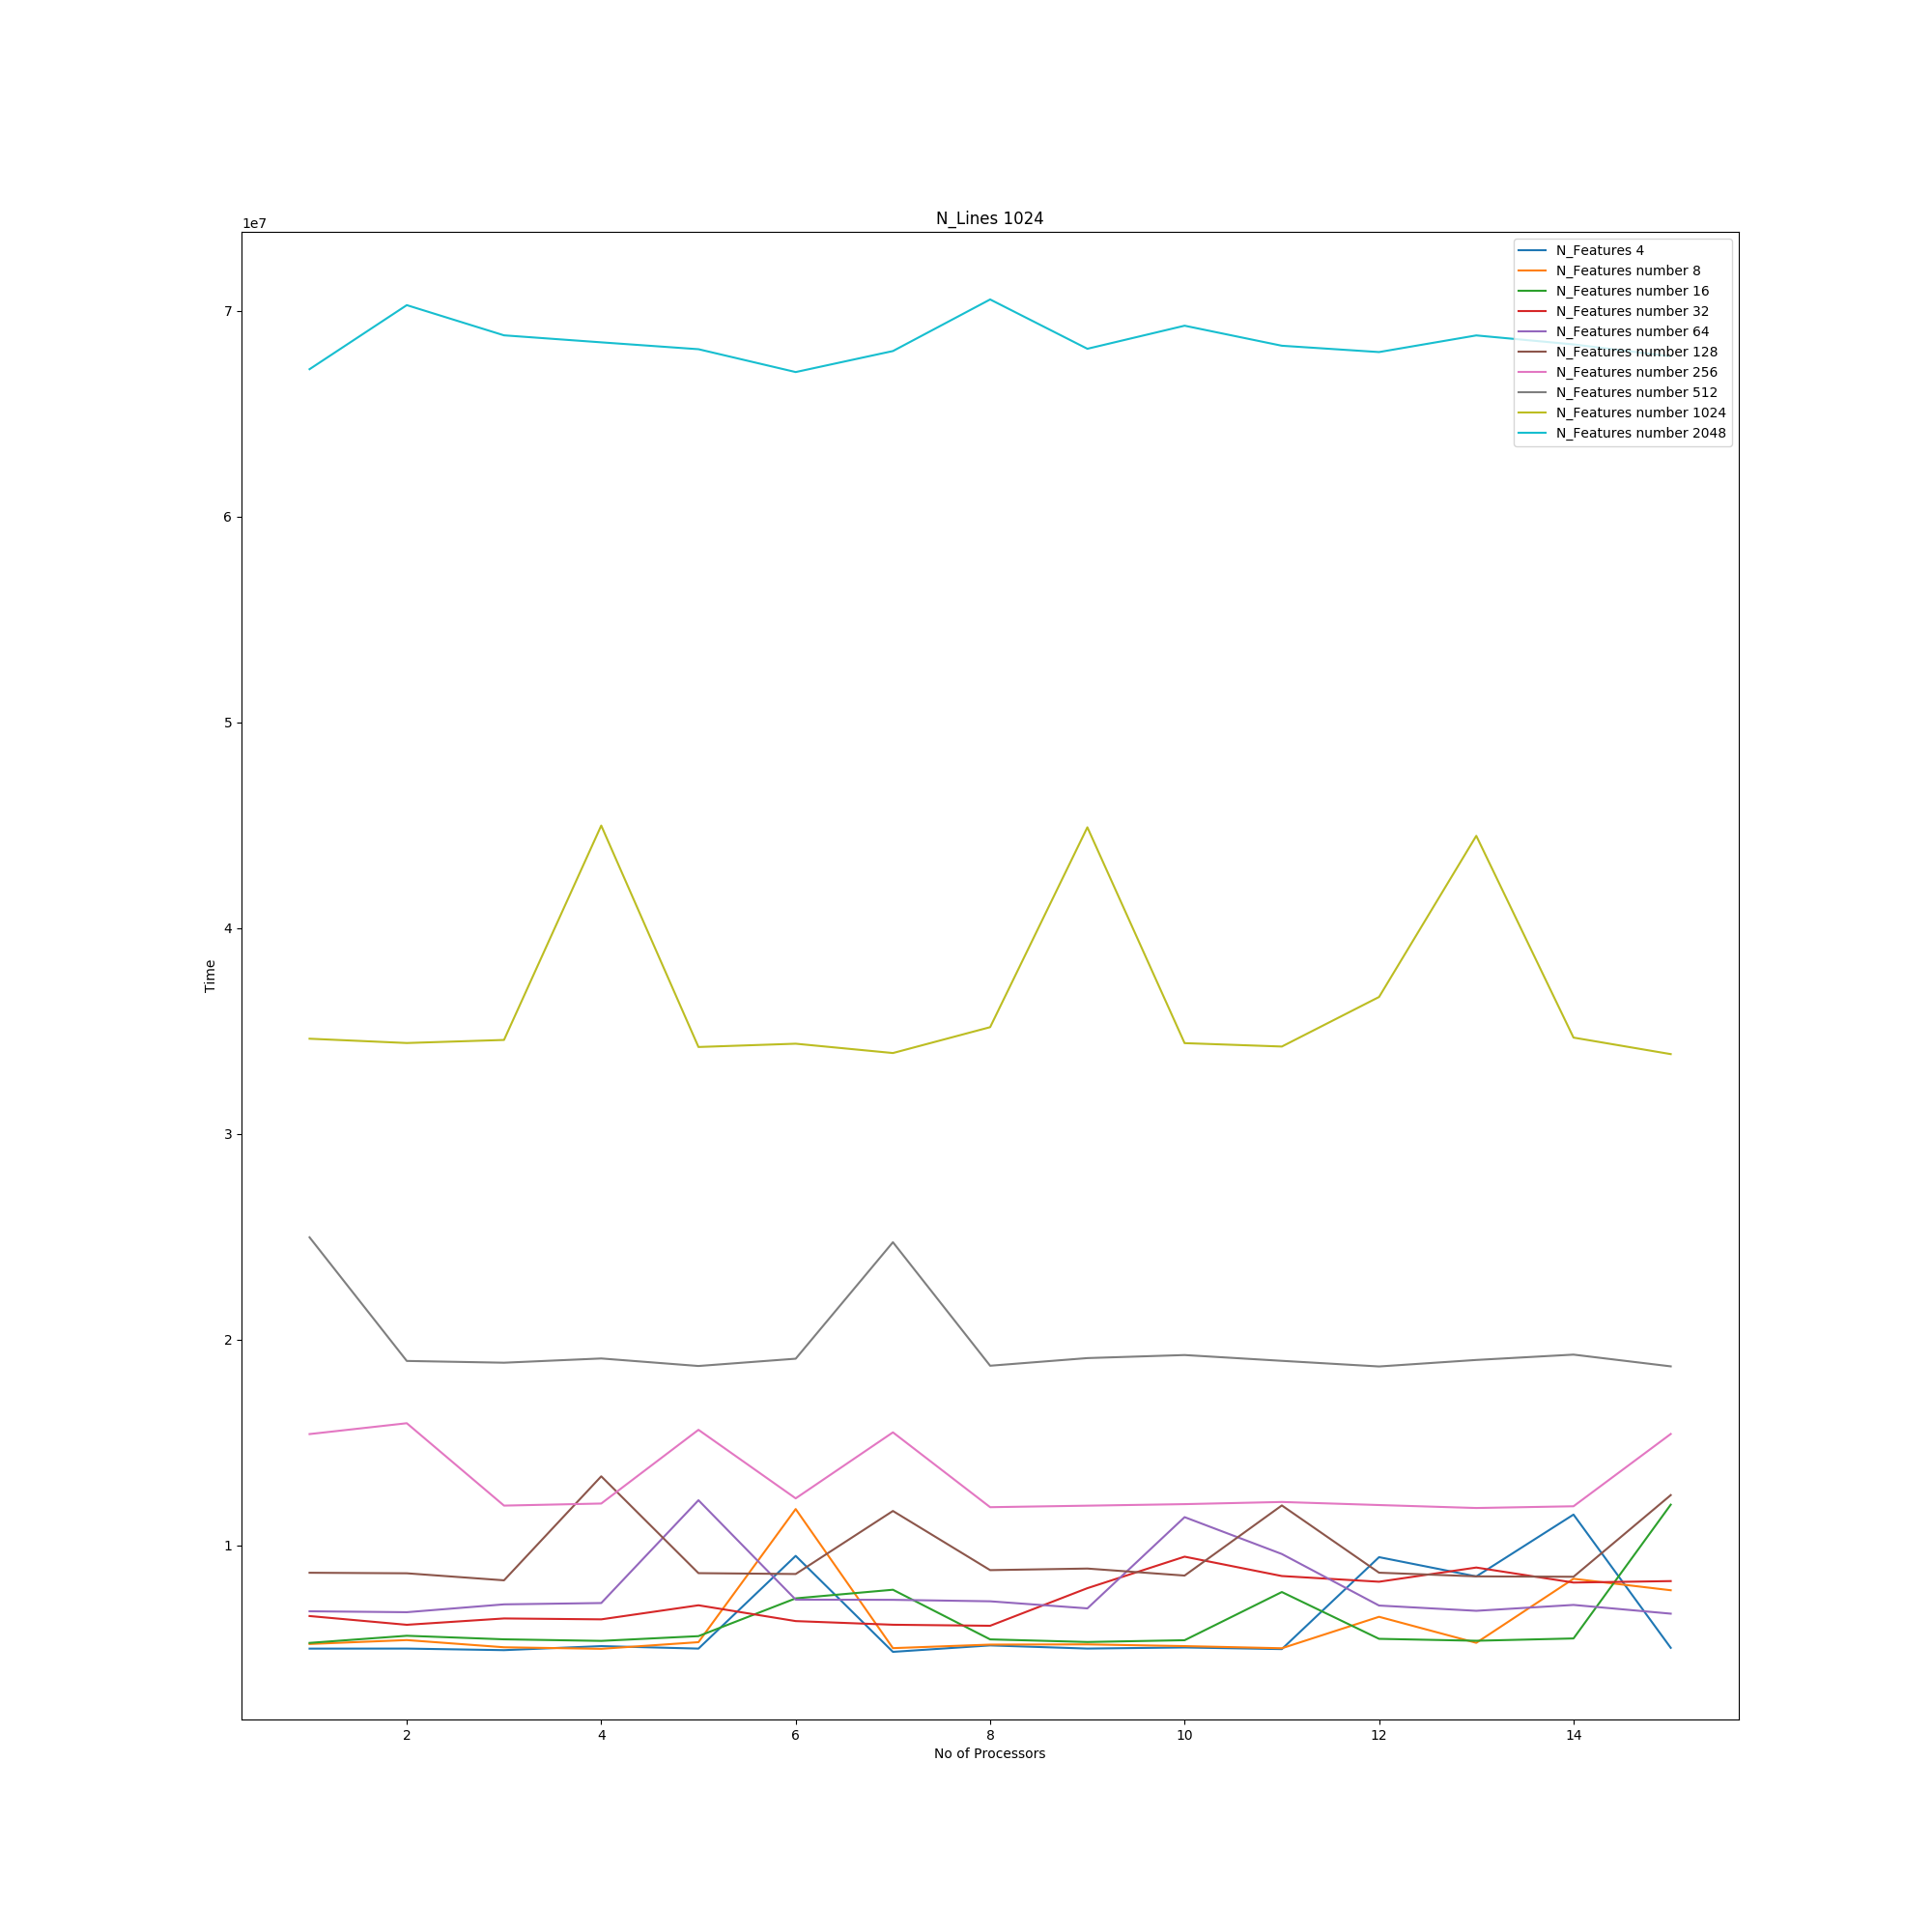 N_Lines 1024
1e7
7
6
5
4
3
2
1
Time
2
4
6
8
10
12
14
No of Processors
N_Features 4
N_Features number 8
N_Features number 16
N_Features number 32
N_Features number 64
N_Features number 128
N_Features number 256
N_Features number 512
N_Features number 1024
N_Features number 2048